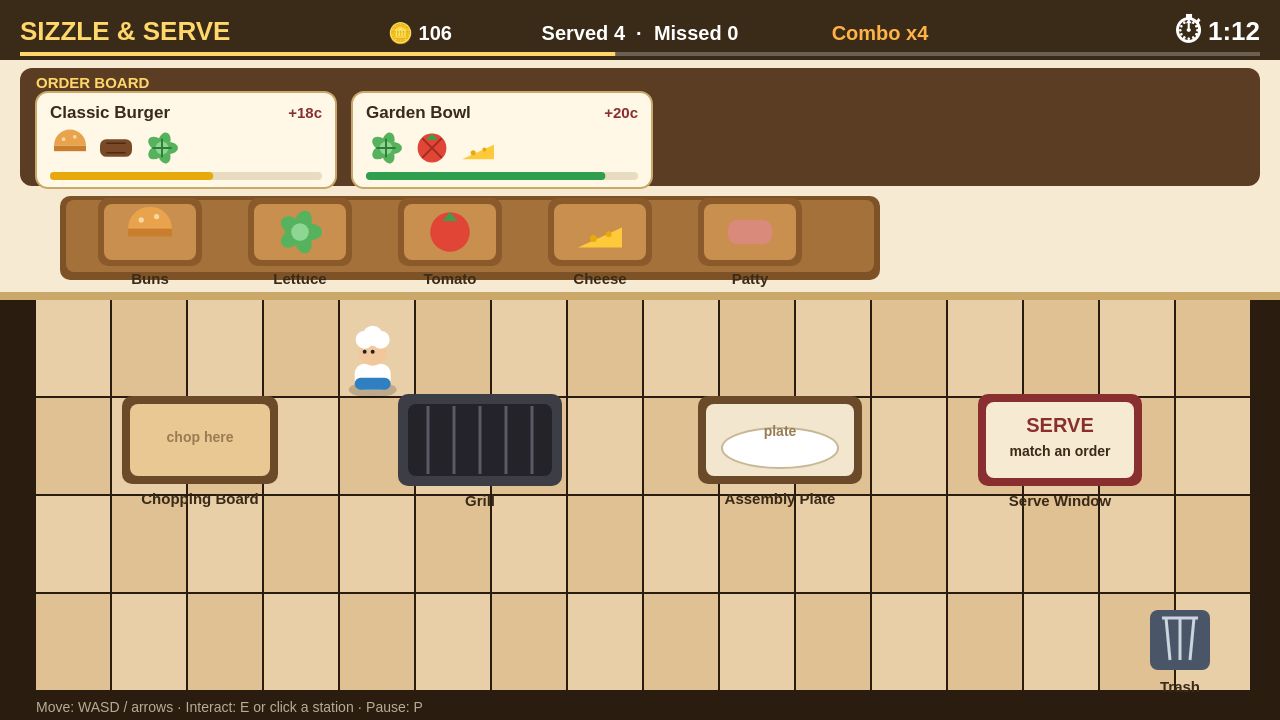 SIZZLE & SERVE
106
Served 4 · Missed 0
Combo x4
1:12
ORDER BOARD
Classic Burger
+18c
Garden Bowl
+20c
Buns
Lettuce
Tomato
Cheese
Patty
chop here
plate
SERVE
match an order
Chopping Board
Grill
Assembly Plate
Serve Window
Trash
Move: WASD / arrows · Interact: E or click a station · Pause: P